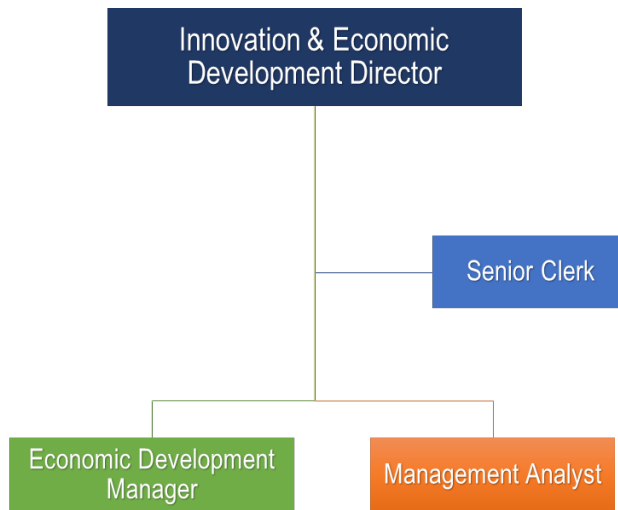 Innovation & Economic
Development Director
Senior Clerk
Economic Development
Manager
Management Analyst